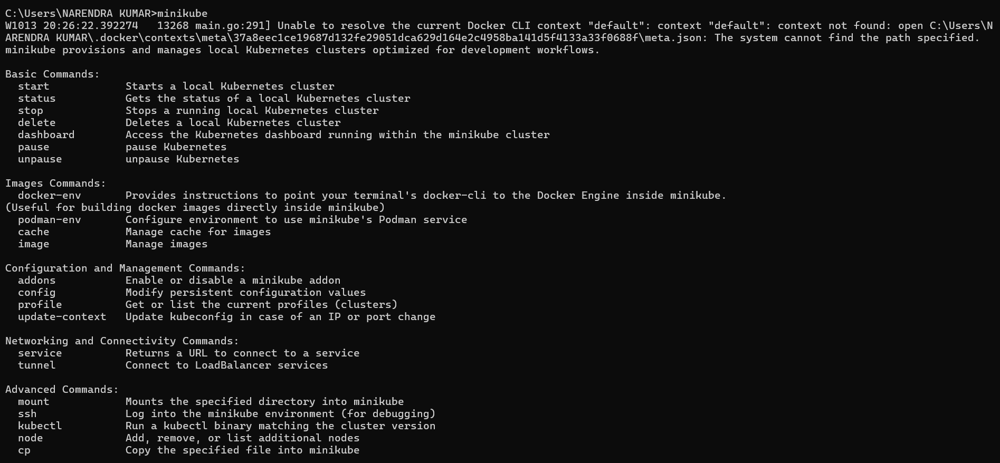 C:\Users\NARENDRA KUMAR>minikube
W1013 20:26:22.392274   13268 main.go:291] Unable to resolve the current Docker CLI context "default": context "default": context not found: open C:\Users\N
ARENDRA KUMAR\.docker\contexts\meta\37a8eec1ce19687d132fe29051dca629d164e2c4958ba141d5f4133a33f0688f\meta.json: The system cannot find the path specified.
minikube provisions and manages local Kubernetes clusters optimized for development workflows.

Basic Commands:
  start            Starts a local Kubernetes cluster
  status           Gets the status of a local Kubernetes cluster
  stop             Stops a running local Kubernetes cluster
  delete           Deletes a local Kubernetes cluster
  dashboard        Access the Kubernetes dashboard running within the minikube cluster
  pause            pause Kubernetes
  unpause          unpause Kubernetes

Images Commands:
  docker-env       Provides instructions to point your terminal's docker-cli to the Docker Engine inside minikube.
(Useful for building docker images directly inside minikube)
  podman-env       Configure environment to use minikube's Podman service
  cache            Manage cache for images
  image            Manage images

Configuration and Management Commands:
  addons           Enable or disable a minikube addon
  config           Modify persistent configuration values
  profile          Get or list the current profiles (clusters)
  update-context   Update kubeconfig in case of an IP or port change

Networking and Connectivity Commands:
  service          Returns a URL to connect to a service
  tunnel           Connect to LoadBalancer services

Advanced Commands:
  mount            Mounts the specified directory into minikube
  ssh              Log into the minikube environment (for debugging)
  kubectl          Run a kubectl binary matching the cluster version
  node             Add, remove, or list additional nodes
  cp               Copy the specified file into minikube